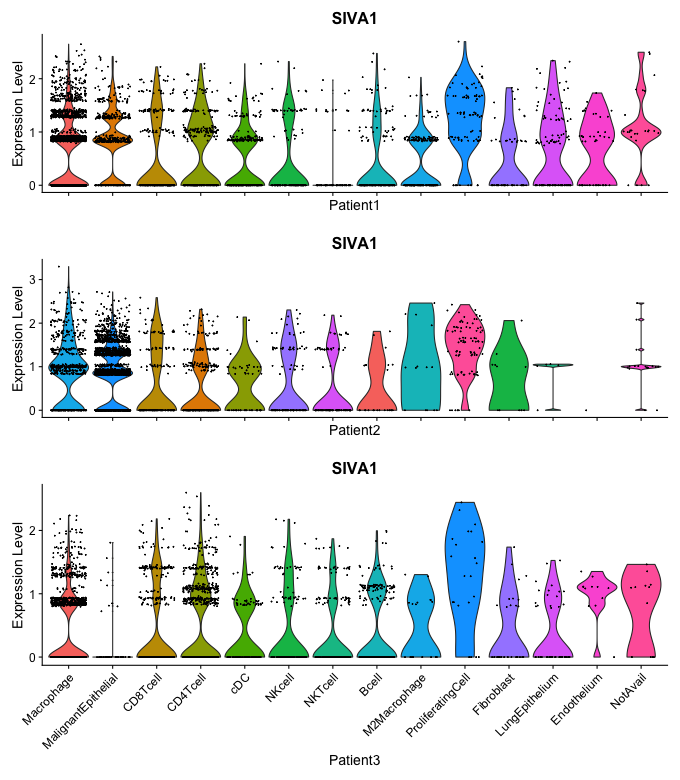 SIVA1
Expression Level
2
1
0
Patient1
SIVA1
Expression Level
3
2
1
0
Patient2
SIVA1
Expression Level
2
1
0
Macrophage
MalignantEpithelial
CD8Tcell
CD4Tcell
cDC
NKcell
NKTcell
Bcell
M2Macrophage
ProliferatingCell
Fibroblast
LungEpithelium
Endothelium
NotAvail
Patient3